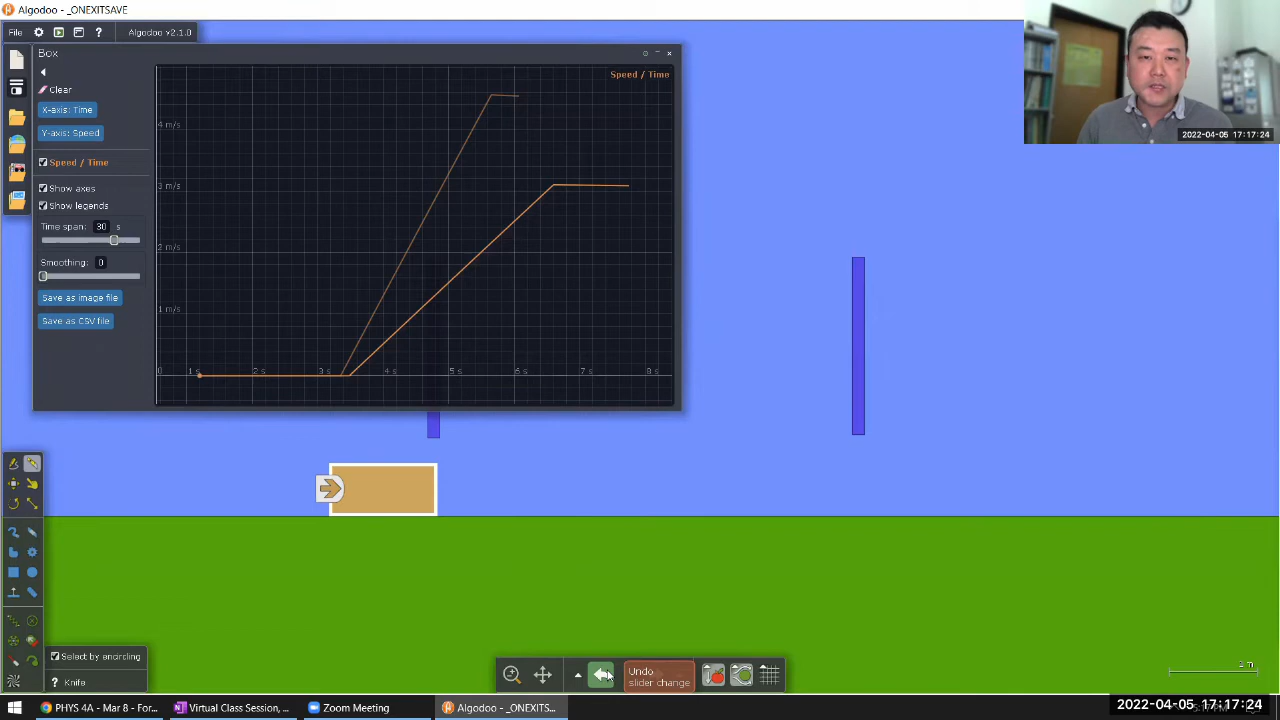 Algodoo - _ONEXITSAVE
File
?
Algodoo v2.1.0
Box
Clear
X-axis: Time
Y-axis: Speed
Speed / Time
Show axes
Show legends
Time span: 30 s
Smoothing: 0
Save as image file
Save as CSV file
Speed / Time
4 m/s
3 m/s
2 m/s
1 m/s
0 1 s 2 s 3 s 4 s 5 s 6 s 7 s 8 s
2022-04-05 17:17:24
Select by encircling
? Knife
Undo
slider change
1 m
PHYS 4A - Mar 8 - For...
Virtual Class Session, ...
Zoom Meeting
Algodoo - _ONEXITS...
2022-04-05 17:17:24